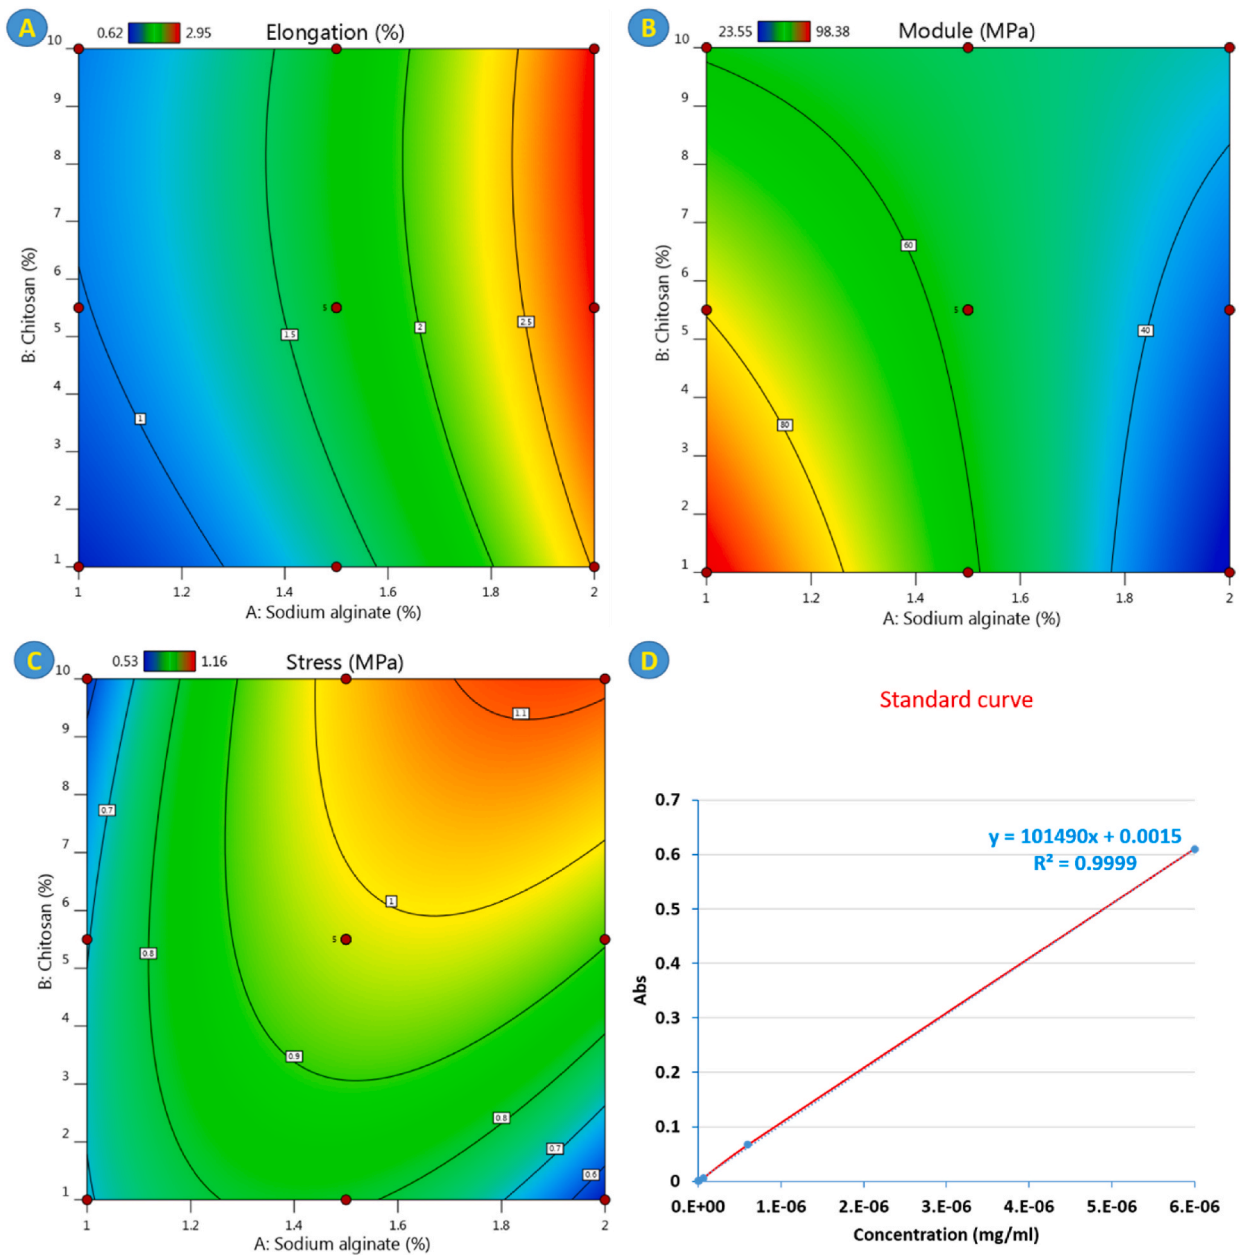 A
0.62 2.95
Elongation (%)
10
9
8
7
6
5
4
3
2
1
B: Chitosan (%)
1
1.5
2
2.5
5
1 1.2 1.4 1.6 1.8 2
A: Sodium alginate (%)
B
23.55 98.38
Module (MPa)
10
9
8
7
6
5
4
3
2
1
B: Chitosan (%)
60
80
40
5
1 1.2 1.4 1.6 1.8 2
A: Sodium alginate (%)
C
0.53 1.16
Stress (MPa)
10
9
8
7
6
5
4
3
2
1
B: Chitosan (%)
1.1
0.7
1
0.8
0.9
0.8
0.7
0.6
5
1 1.2 1.4 1.6 1.8 2
A: Sodium alginate (%)
D
Standard curve
0.7
0.6
0.5
0.4
0.3
0.2
0.1
0
Abs
y = 101490x + 0.0015
R² = 0.9999
0.E+00 1.E-06 2.E-06 3.E-06 4.E-06 5.E-06 6.E-06
Concentration (mg/ml)